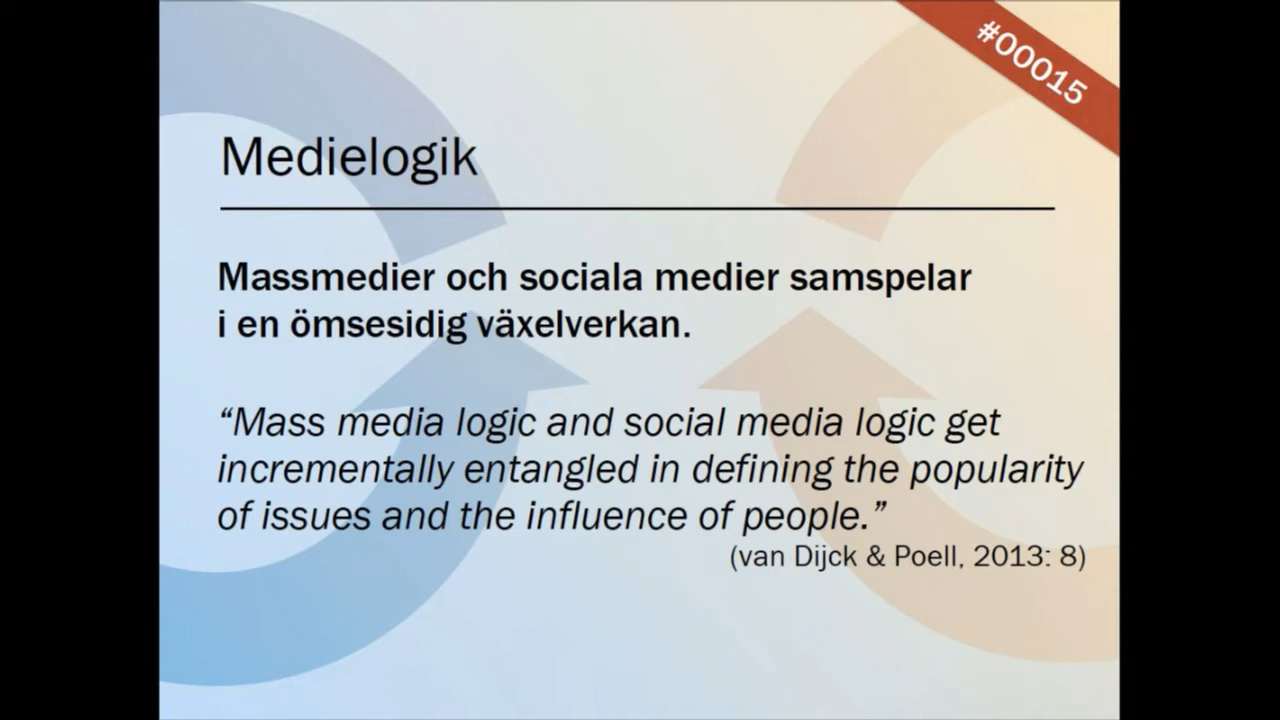 #00015
Medielogik
Massmedier och sociala medier samspelar
i en ömsesidig växelverkan.
“Mass media logic and social media logic get
incrementally entangled in defining the popularity
of issues and the influence of people.”
(van Dijck & Poell, 2013: 8)